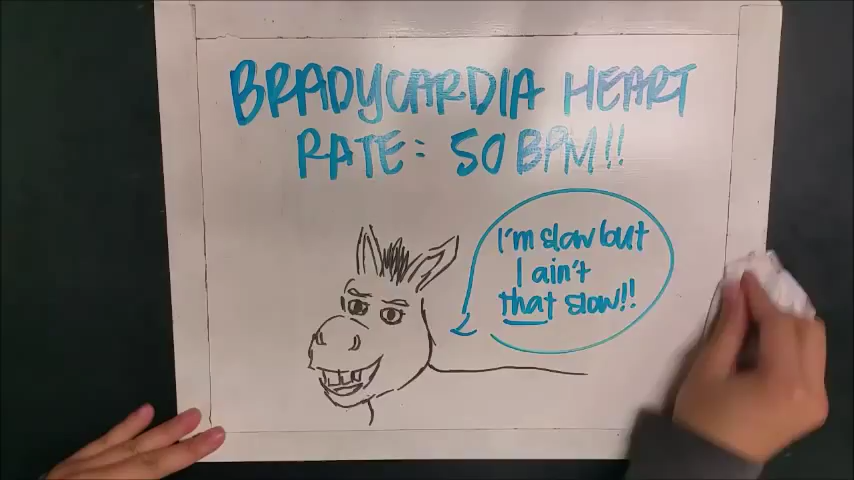 BRADYCARDIA HEART
RATE: 50 BPM!!
I'm slow but
I ain't
that slow!!